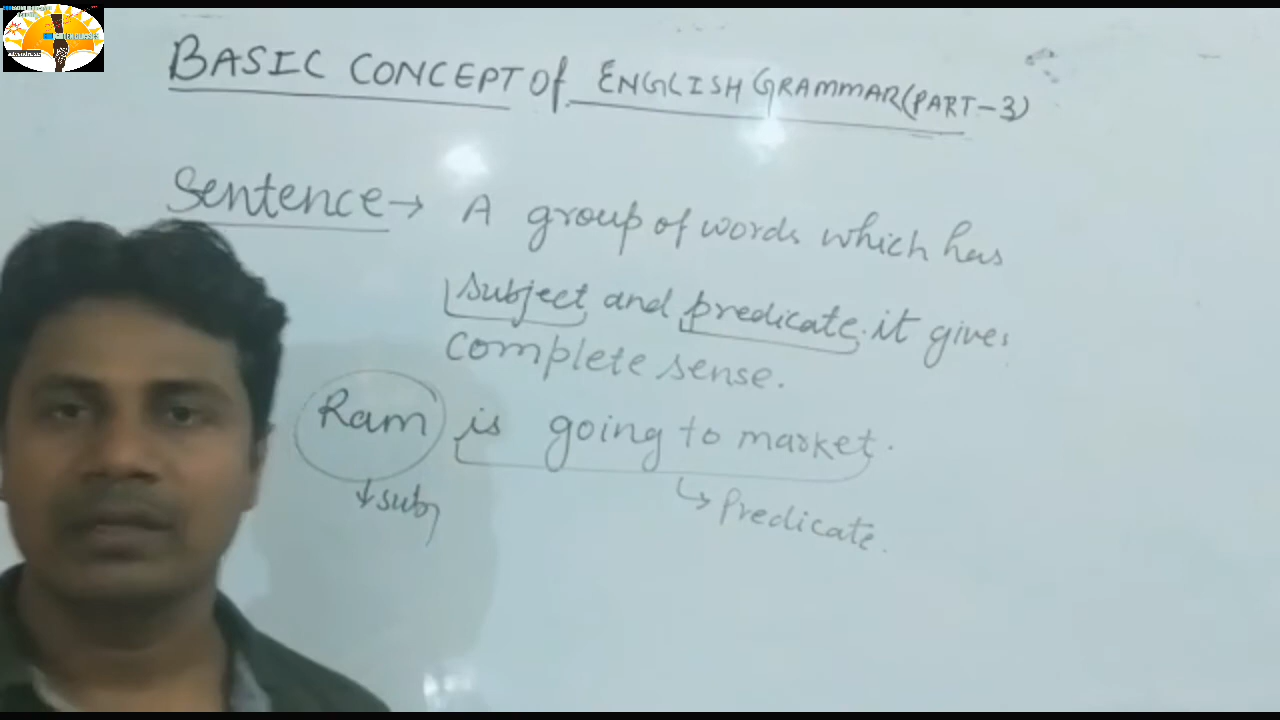 BASIC CONCEPT Of ENGLISH GRAMMAR (PART-3)
Sentence → A group of words which has
subject and predicate. it gives
complete sense.
Ram is going to market.
↓ subj
↳ Predicate.